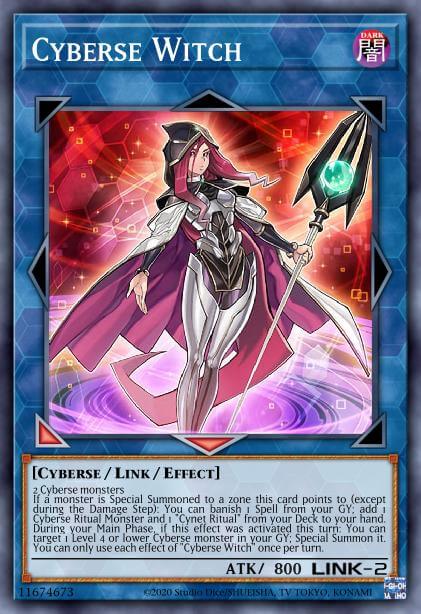 CYBERSE WITCH
DARK
闇
[CYBERSE / LINK / EFFECT]
2 Cyberse monsters
If a monster is Special Summoned to a zone this card points to (except
during the Damage Step): You can banish 1 Spell from your GY; add 1
Cyberse Ritual Monster and 1 "Cynet Ritual" from your Deck to your hand.
During your Main Phase, if this effect was activated this turn: You can
target 1 Level 4 or lower Cyberse monster in your GY; Special Summon it.
You can only use each effect of "Cyberse Witch" once per turn.
ATK/ 800 LINK-2
11674673 ©2020 Studio Dice/SHUEISHA, TV TOKYO, KONAMI